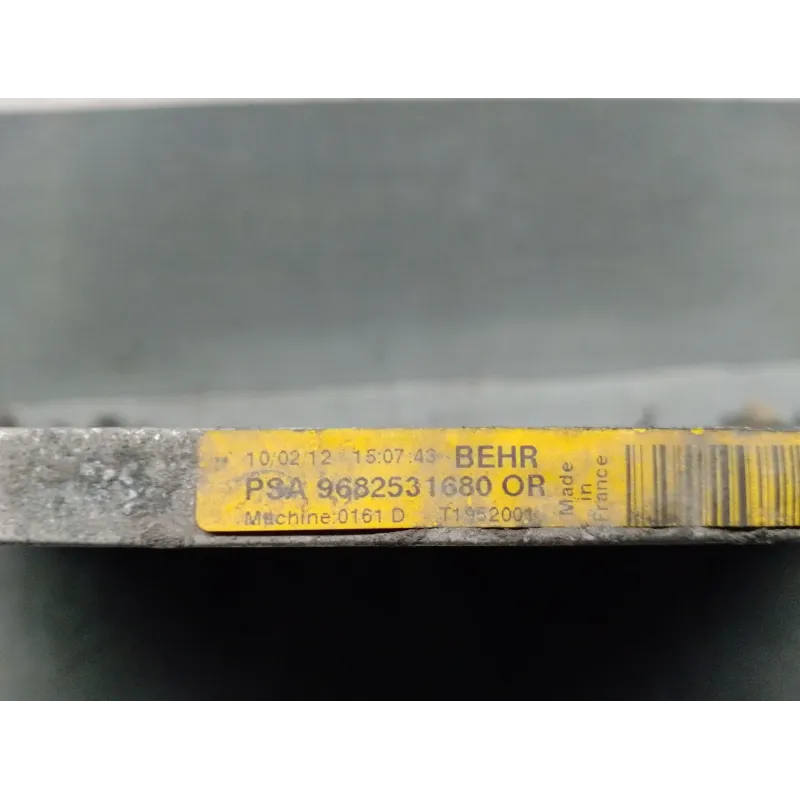 10/02/12 15:07:43 BEHR
PSA 9682531680 OR
Machine:0161 D T1952001
Made
in
France